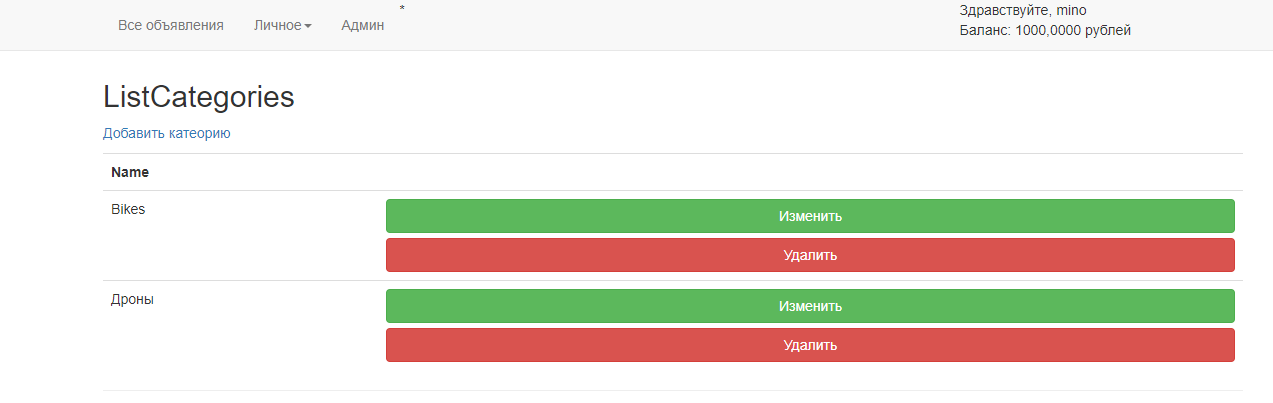 Все объявления Личное Админ *
Здравствуйте, mino
Баланс: 1000,0000 рублей
ListCategories
Добавить катеорию
Name
Bikes
Изменить
Удалить
Дроны
Изменить
Удалить